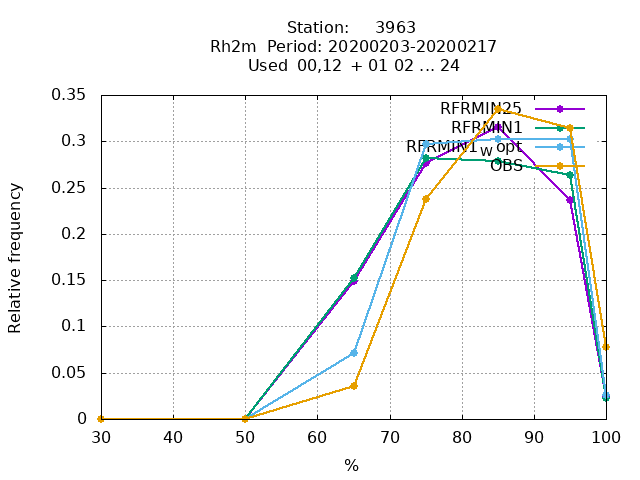 Station:     3963
Rh2m  Period: 20200203-20200217
Used  00,12  + 01 02 ... 24
RFRMIN25
RFRMIN1
RFRMIN1_w opt
OBS
0.35
0.3
0.25
0.2
0.15
0.1
0.05
0
Relative frequency
30 40 50 60 70 80 90 100
%